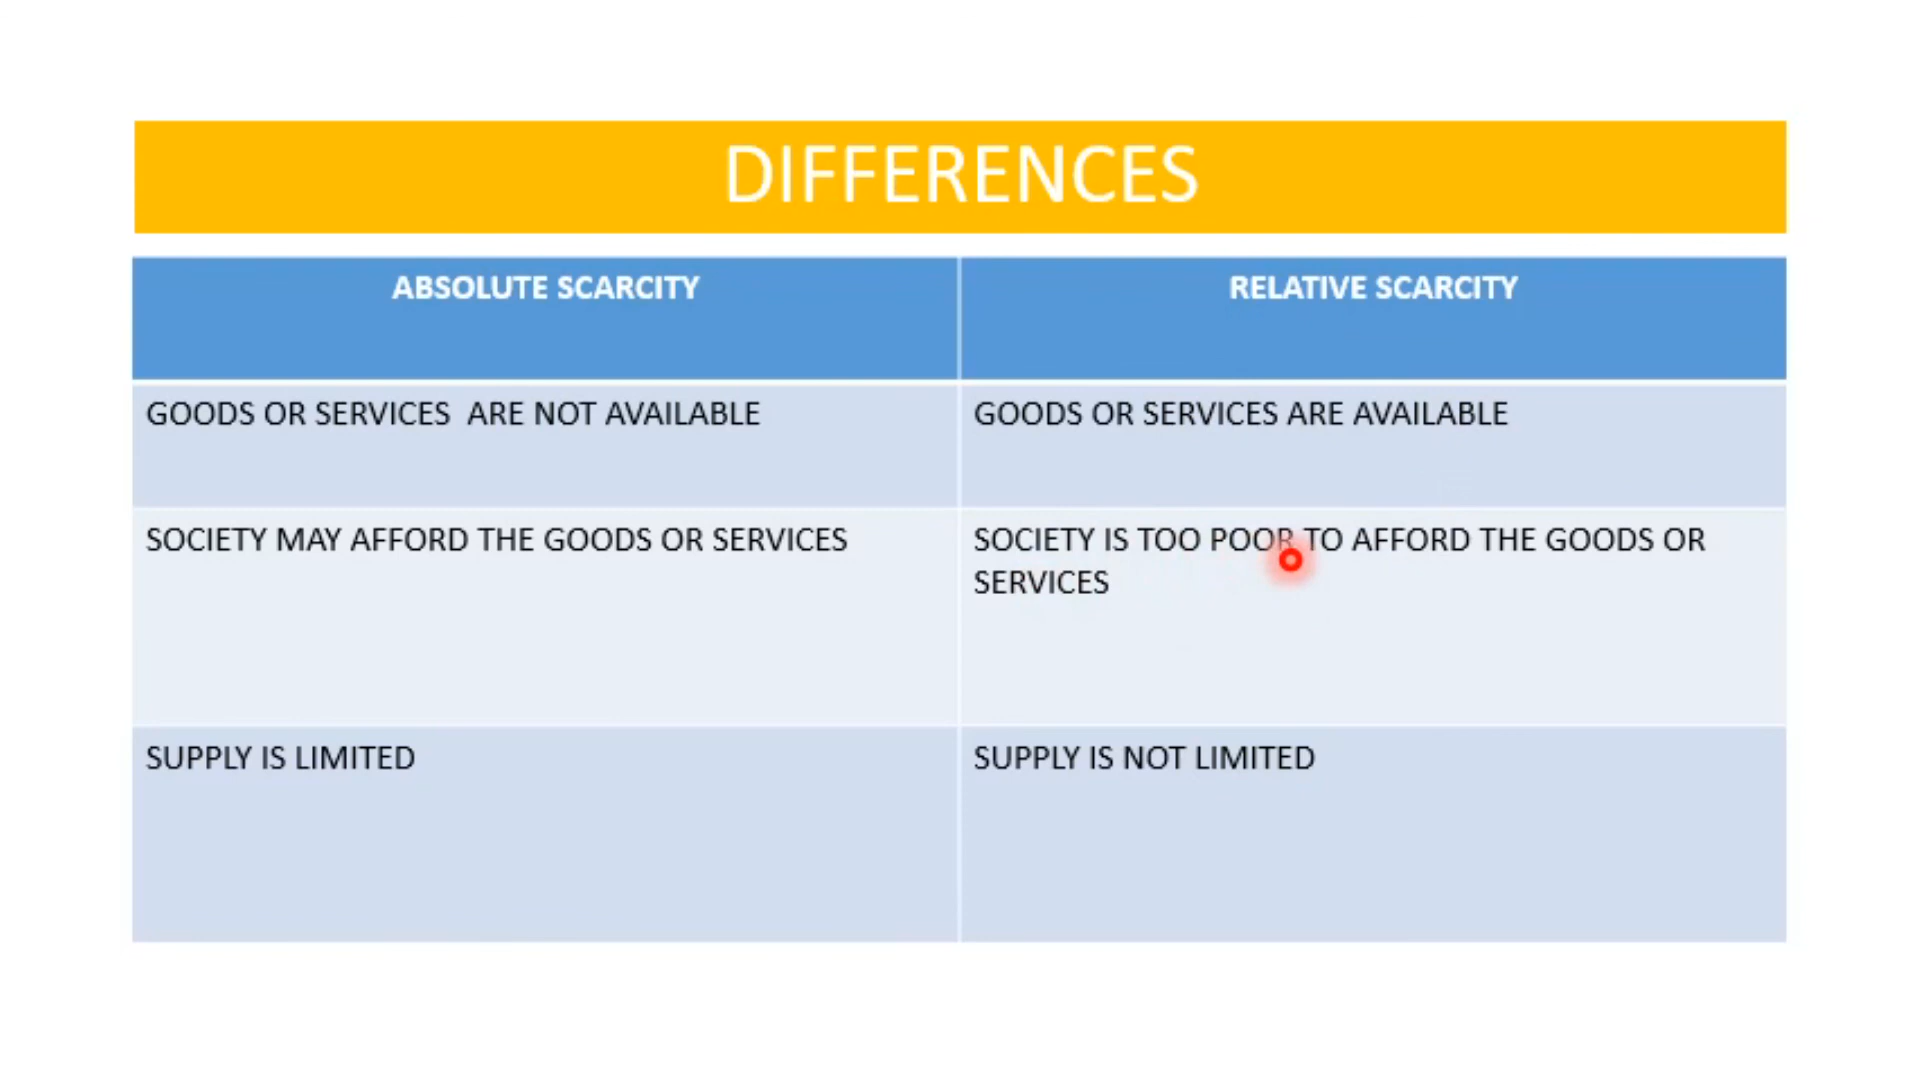 DIFFERENCES
ABSOLUTE SCARCITY
RELATIVE SCARCITY
GOODS OR SERVICES  ARE NOT AVAILABLE
GOODS OR SERVICES ARE AVAILABLE
SOCIETY MAY AFFORD THE GOODS OR SERVICES
SOCIETY IS TOO POOR TO AFFORD THE GOODS OR
SERVICES
SUPPLY IS LIMITED
SUPPLY IS NOT LIMITED